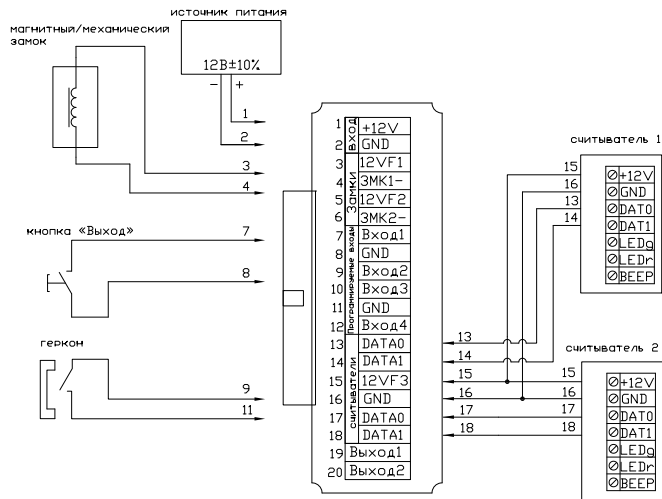 источник питания
магнитный/механический
замок
12В±10%
− +
1
2
3
4
кнопка «Выход»
7
8
геркон
9
11
вход
1 +12V
2 GND
Замки
3 12VF1
4 ЗМК1-
5 12VF2
6 ЗМК2-
Программируемые входы
7 Вход1
8 GND
9 Вход2
10 Вход3
11 GND
12 Вход4
считыватели
13 DATA0
14 DATA1
15 12VF3
16 GND
17 DATA0
18 DATA1
19 Выход1
20 Выход2
13
14
15
16
17
18
считыватель 1
15 +12V
16 GND
13 DAT0
14 DAT1
LEDg
LEDr
BEEP
считыватель 2
15 +12V
16 GND
17 DAT0
18 DAT1
LEDg
LEDr
BEEP